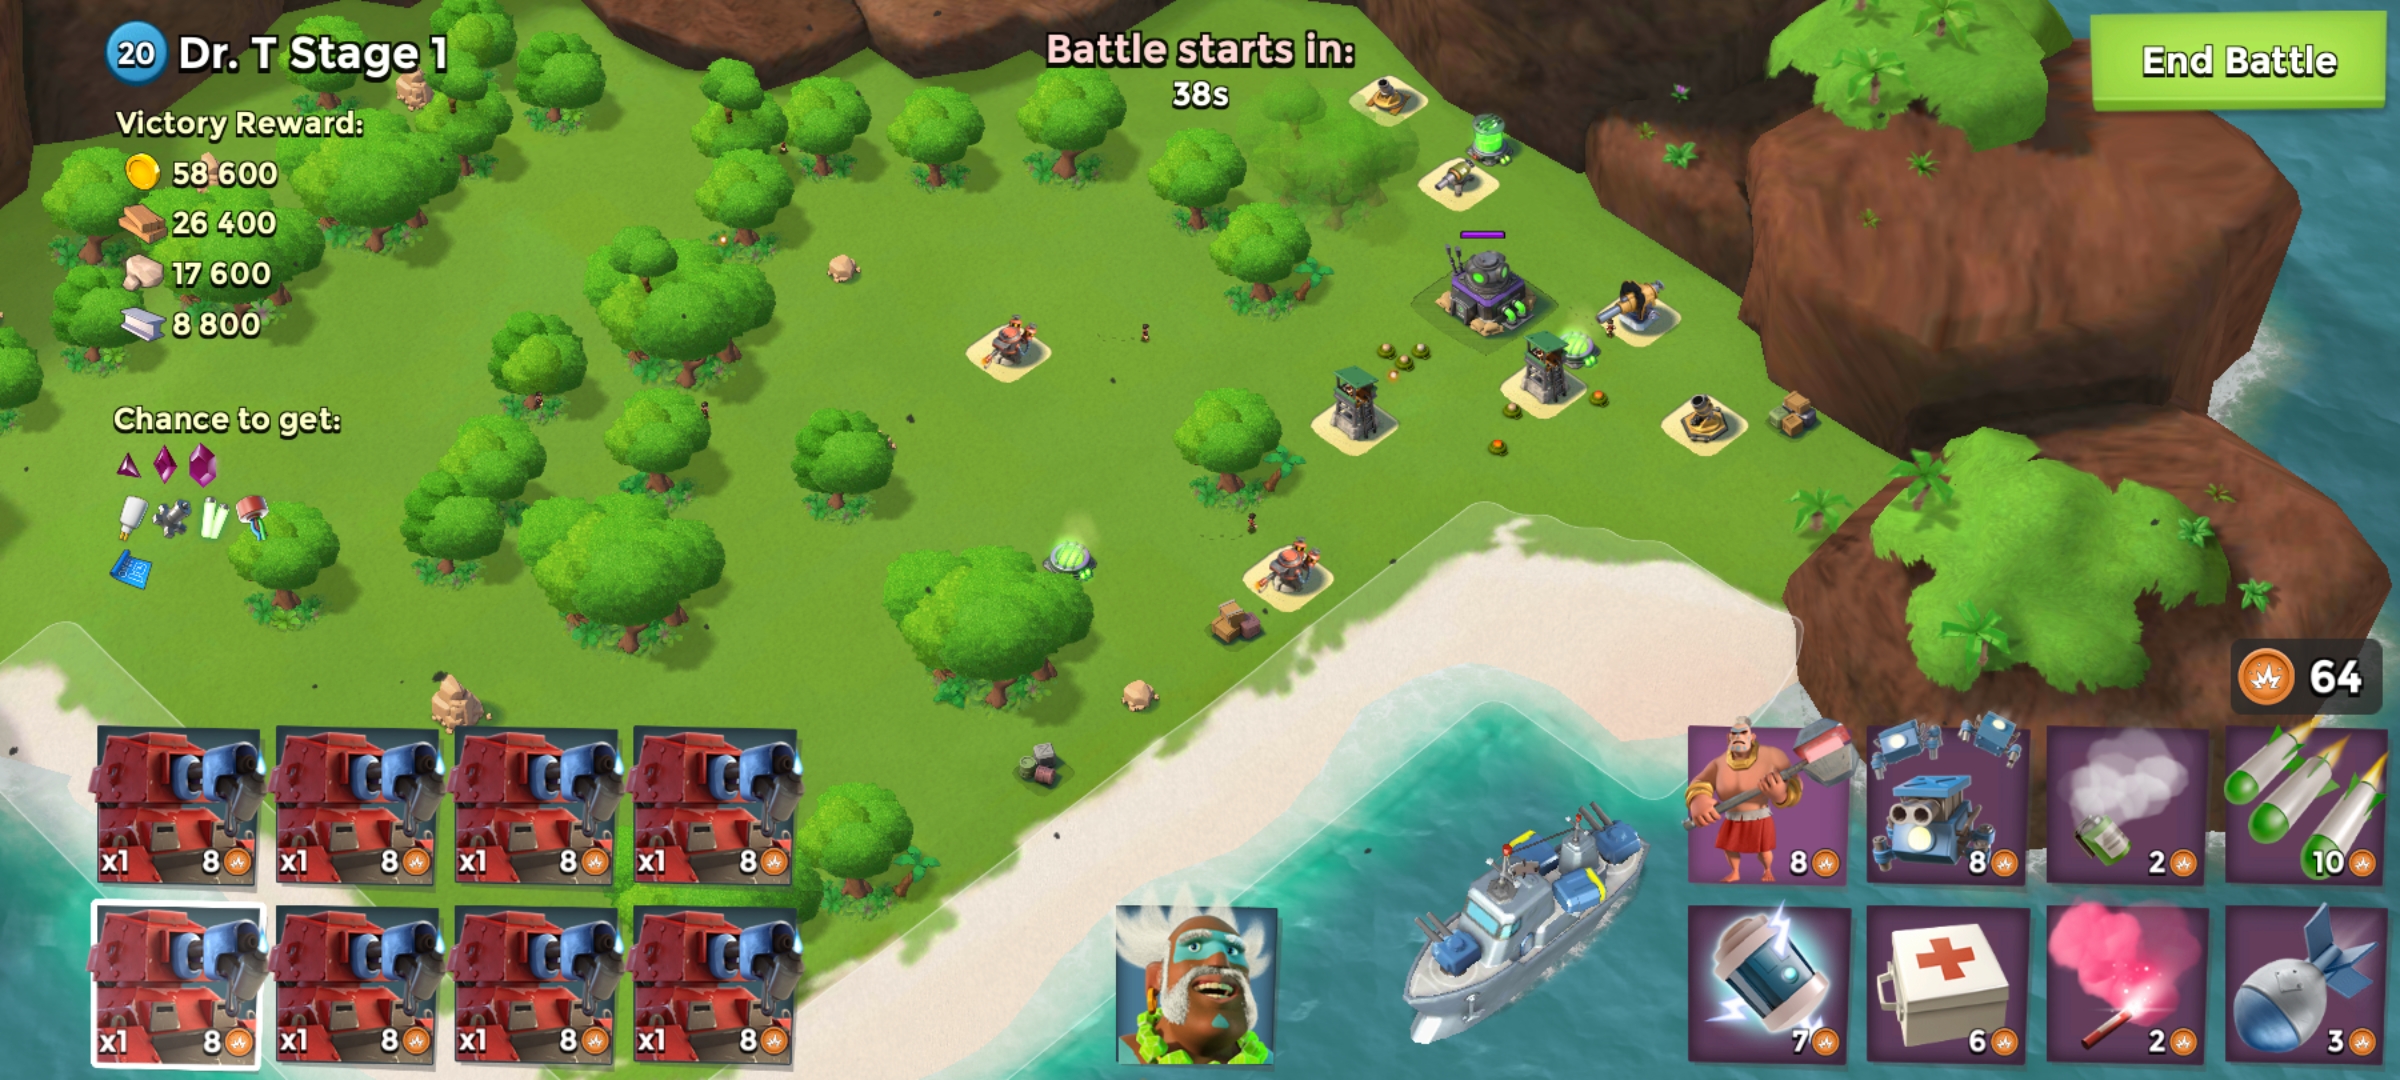 20 Dr. T Stage 1
Victory Reward:
58 600
26 400
17 600
8 800
Chance to get:
Battle starts in:
38s
End Battle
64
x1 8
x1 8
x1 8
x1 8
8
8
2
10
x1 8
x1 8
x1 8
x1 8
7
6
2
3